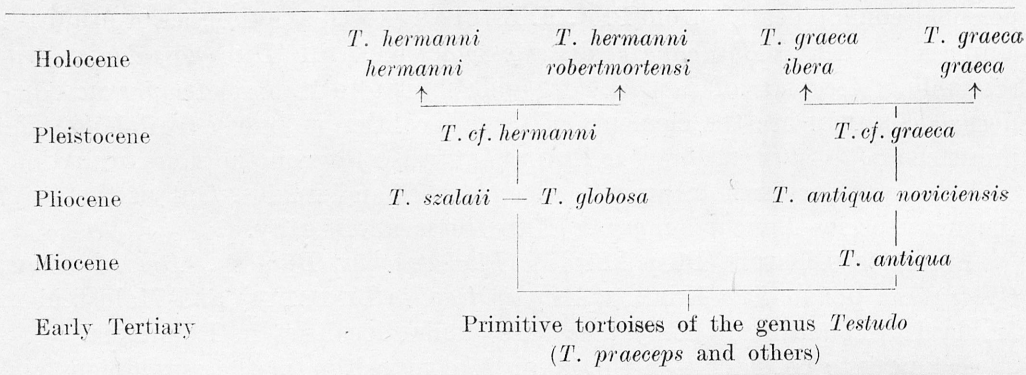 Holocene
T. hermanni hermanni
T. hermanni robertmortensi
T. graeca ibera
T. graeca graeca
Pleistocene
T. cf. hermanni
T. cf. graeca
Pliocene
T. szalaii — T. globosa
T. antiqua noviciensis
Miocene
T. antiqua
Early Tertiary
Primitive tortoises of the genus Testudo
(T. praeceps and others)